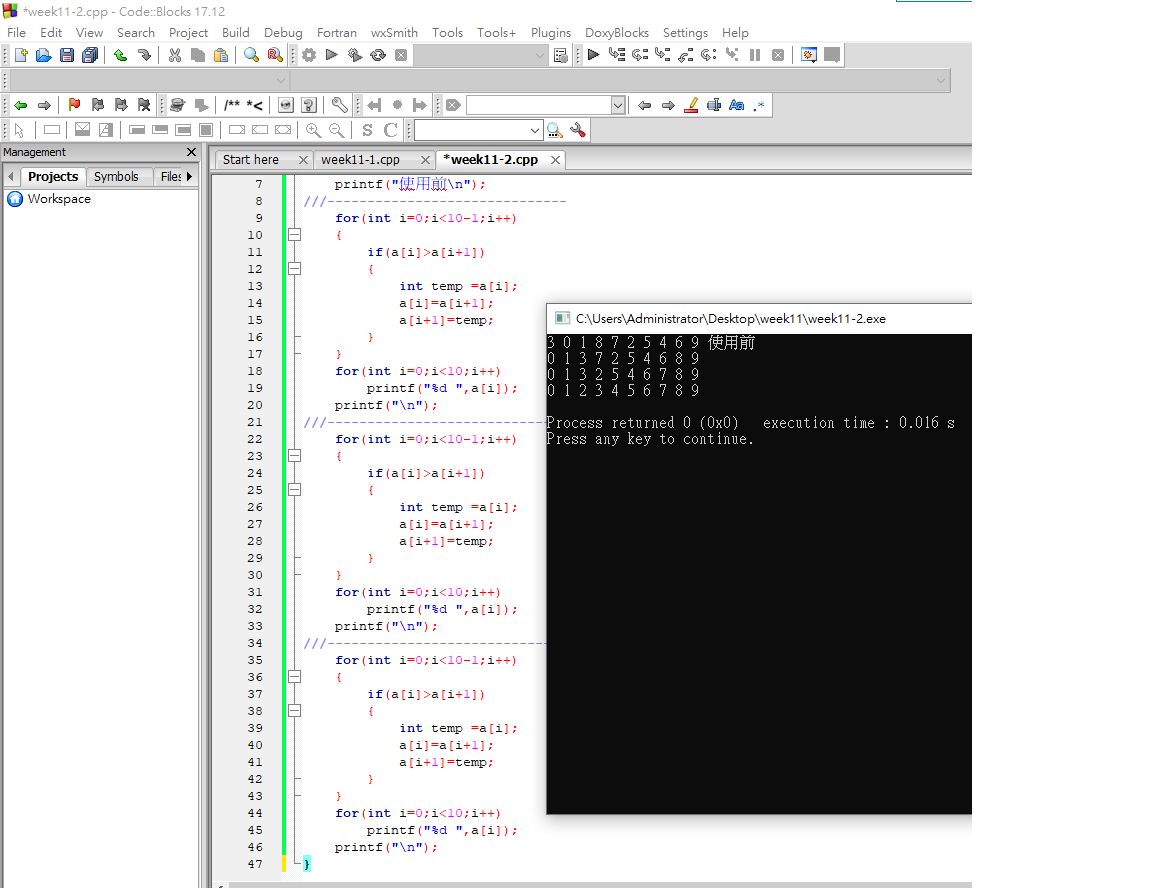 *week11-2.cpp - Code::Blocks 17.12
File Edit View Search Project Build Debug Fortran wxSmith Tools Tools+ Plugins DoxyBlocks Settings Help
/** *<
Aa .*
S C
Management
Start here week11-1.cpp *week11-2.cpp
Projects Symbols Files
Workspace
7 printf("使用前\n");
8 ///------------------------------
9 for(int i=0;i<10-1;i++)
10 {
11 if(a[i]>a[i+1])
12 {
13 int temp =a[i];
14 a[i]=a[i+1];
15 a[i+1]=temp;
16 }
17 }
18 for(int i=0;i<10;i++)
19 printf("%d ",a[i]);
20 printf("\n");
21 ///----------------------------
22 for(int i=0;i<10-1;i++)
23 {
24 if(a[i]>a[i+1])
25 {
26 int temp =a[i];
27 a[i]=a[i+1];
28 a[i+1]=temp;
29 }
30 }
31 for(int i=0;i<10;i++)
32 printf("%d ",a[i]);
33 printf("\n");
34 ///----------------------------
35 for(int i=0;i<10-1;i++)
36 {
37 if(a[i]>a[i+1])
38 {
39 int temp =a[i];
40 a[i]=a[i+1];
41 a[i+1]=temp;
42 }
43 }
44 for(int i=0;i<10;i++)
45 printf("%d ",a[i]);
46 printf("\n");
47 }
C:\Users\Administrator\Desktop\week11\week11-2.exe
3 0 1 8 7 2 5 4 6 9 使用前
0 1 3 7 2 5 4 6 8 9
0 1 3 2 5 4 6 7 8 9
0 1 2 3 4 5 6 7 8 9
Process returned 0 (0x0) execution time : 0.016 s
Press any key to continue.